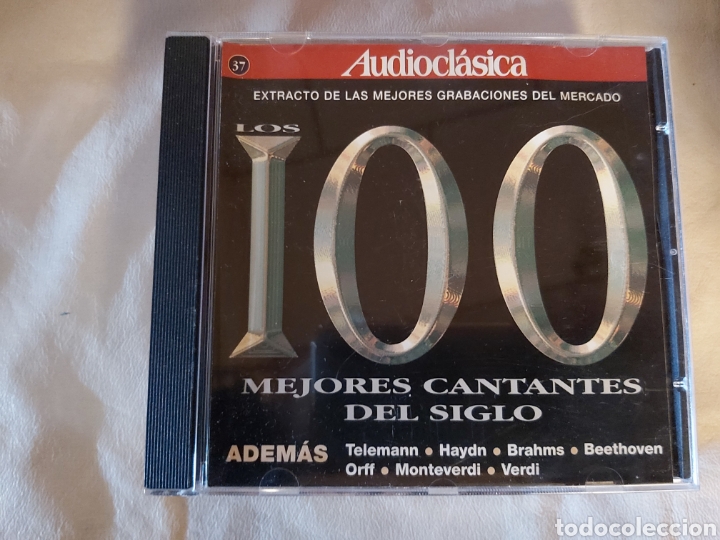 37
Audioclásica
EXTRACTO DE LAS MEJORES GRABACIONES DEL MERCADO
LOS
100
MEJORES CANTANTES
DEL SIGLO
ADEMÁS Telemann • Haydn • Brahms • Beethoven
Orff • Monteverdi • Verdi
todocoleccion